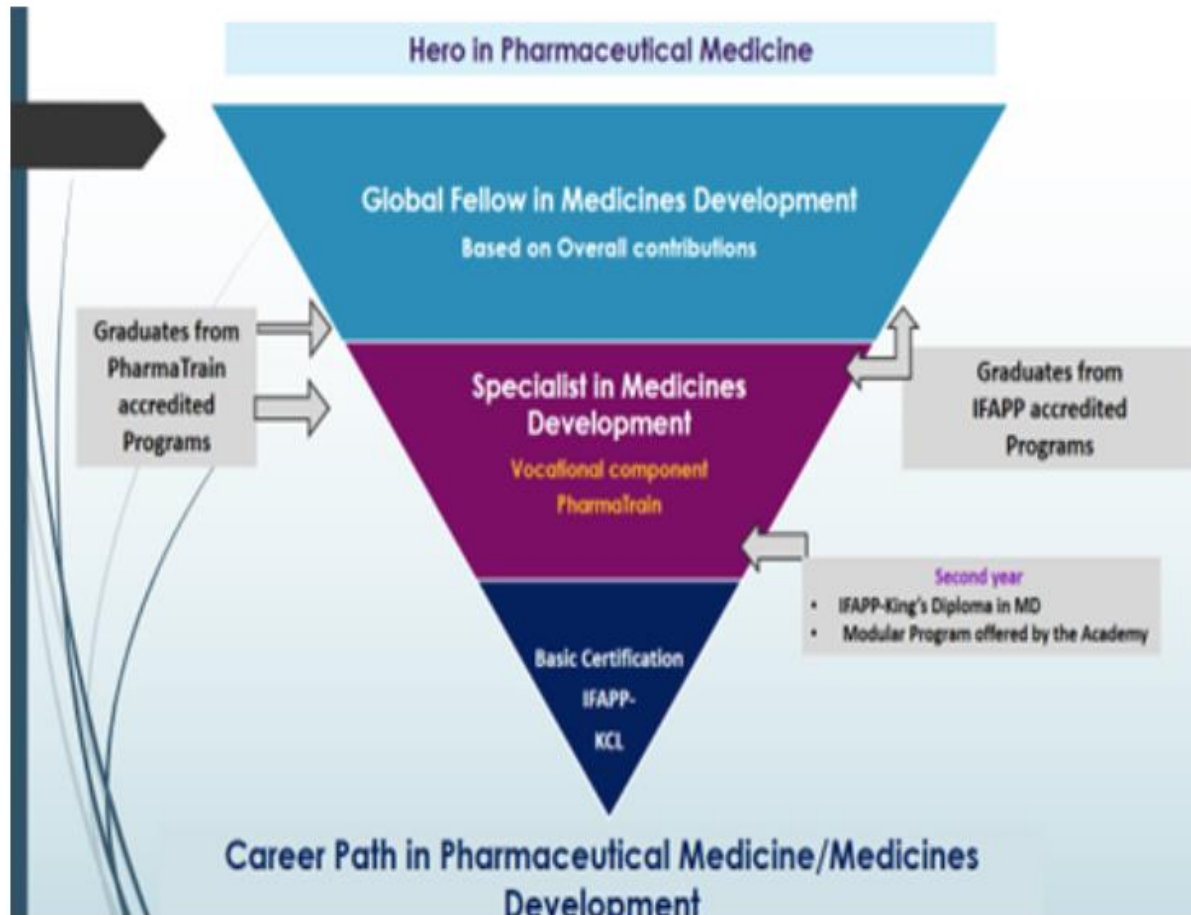 Hero in Pharmaceutical Medicine
Global Fellow in Medicines Development
Based on Overall contributions
Graduates from
PharmaTrain
accredited
Programs
Specialist in Medicines
Development
Vocational component
PharmaTrain
Graduates from
IFAPP accredited
Programs
Second year
• IFAPP-King's Diploma in MD
• Modular Program offered by the Academy
Basic Certification
IFAPP-
KCL
Career Path in Pharmaceutical Medicine/Medicines
Development